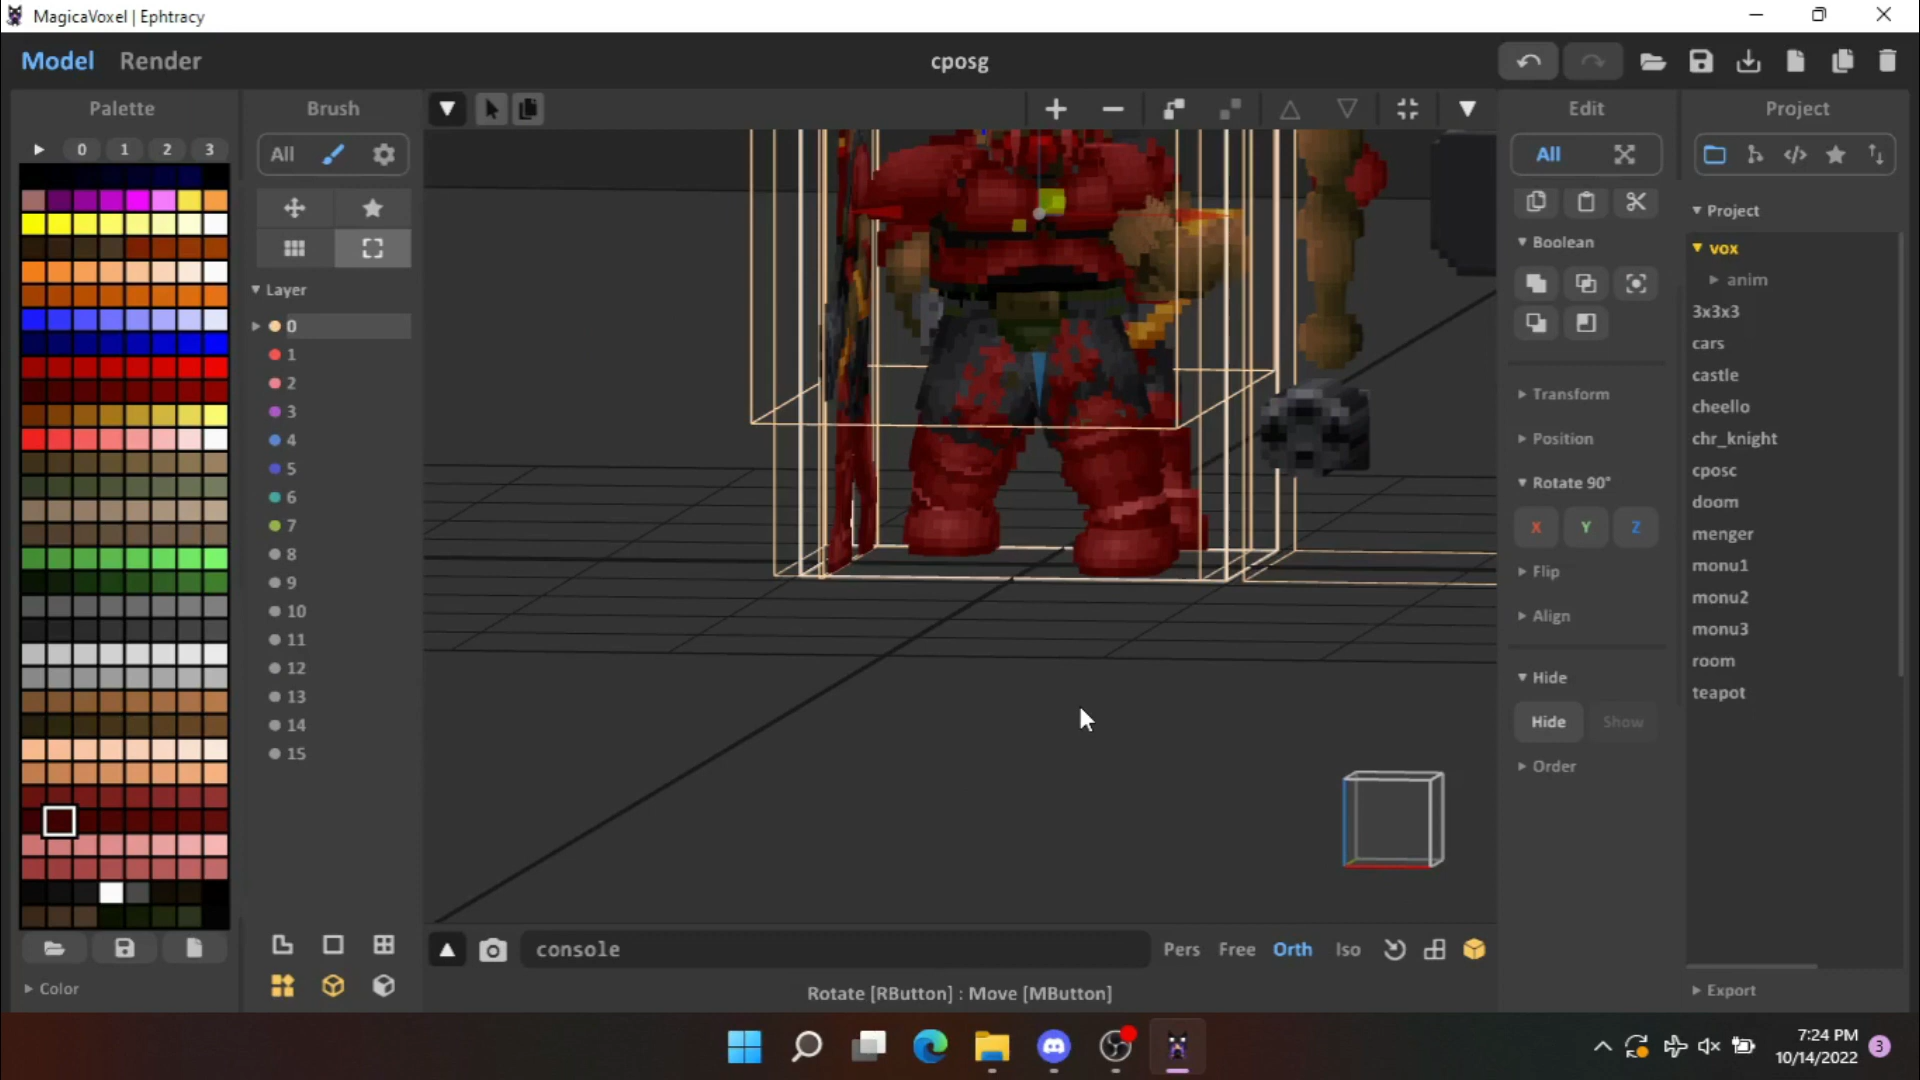 MagicaVoxel | Ephtracy
Model Render
cposg
Palette
Brush
Edit
Project
0 1 2 3
All
All
Project
Boolean
vox
anim
Layer
0
1
2
3
4
5
6
7
8
9
10
11
12
13
14
15
3x3x3
cars
castle
cheello
chr_knight
cposc
doom
menger
monu1
monu2
monu3
room
teapot
Transform
Position
Rotate 90°
X Y Z
Flip
Align
Hide
Hide Show
Order
console
Pers Free Orth Iso
Color
Rotate [RButton] : Move [MButton]
Export
7:24 PM
10/14/2022
3